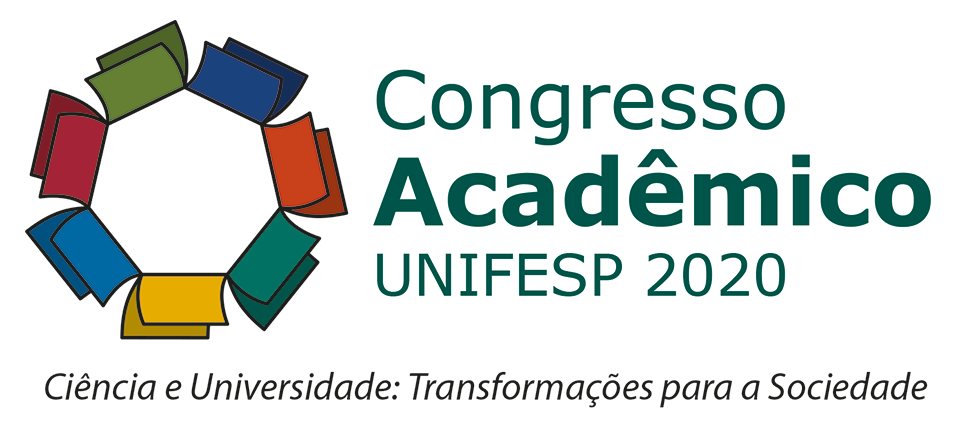 Congresso
Acadêmico
UNIFESP 2020
Ciência e Universidade: Transformações para a Sociedade